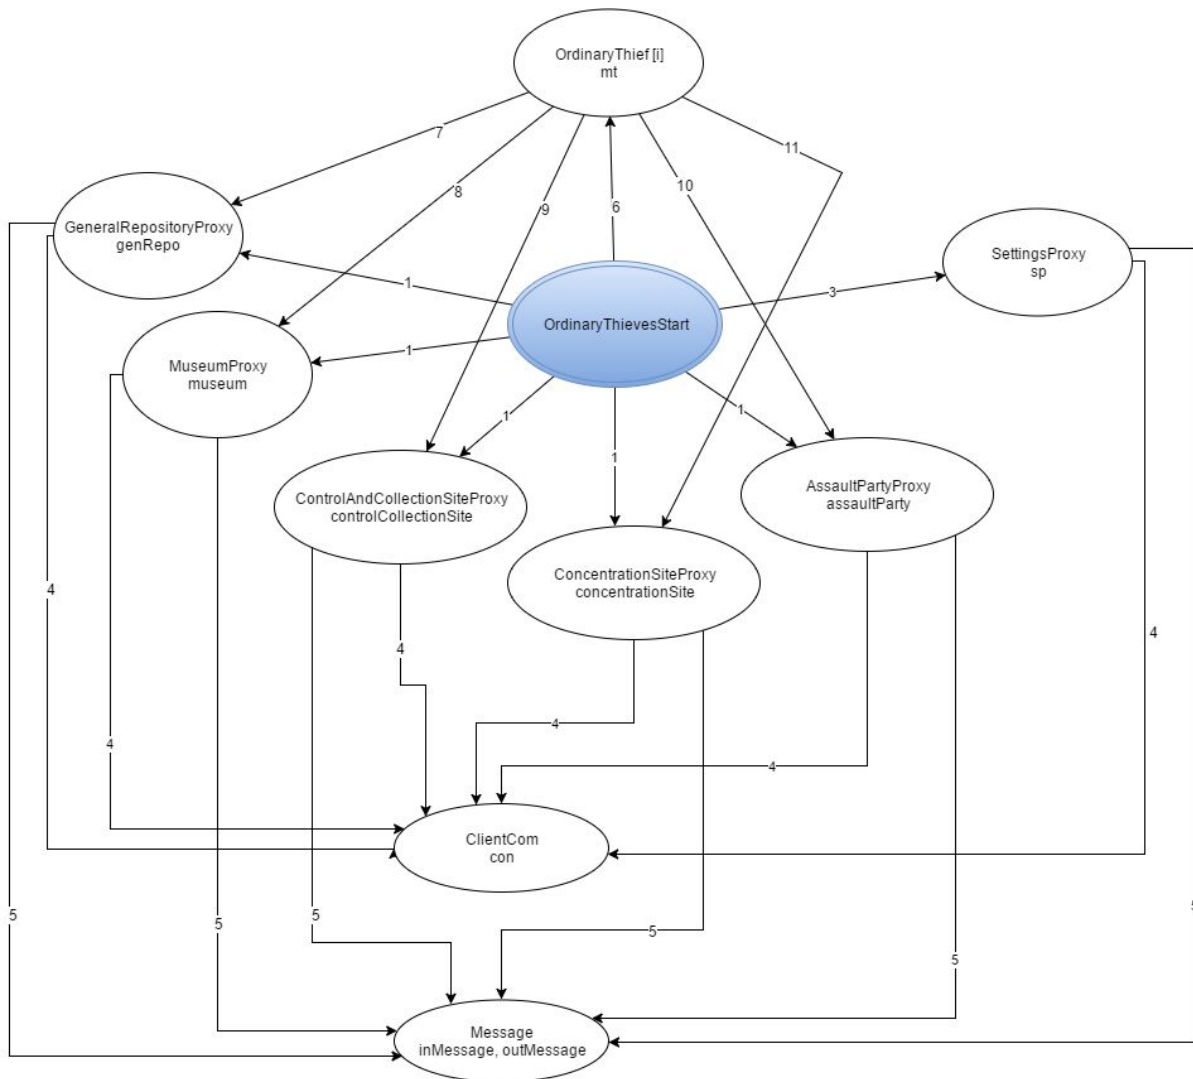 OrdinaryThief [i]
mt
7
11
8
10
9
6
GeneralRepositoryProxy
genRepo
SettingsProxy
sp
1
3
OrdinaryThievesStart
1
MuseumProxy
museum
1
1
1
ControlAndCollectionSiteProxy
controlCollectionSite
AssaultPartyProxy
assaultParty
ConcentrationSiteProxy
concentrationSite
4
4
4
4
4
4
ClientCom
con
5
5
5
5
5
5
Message
inMessage, outMessage